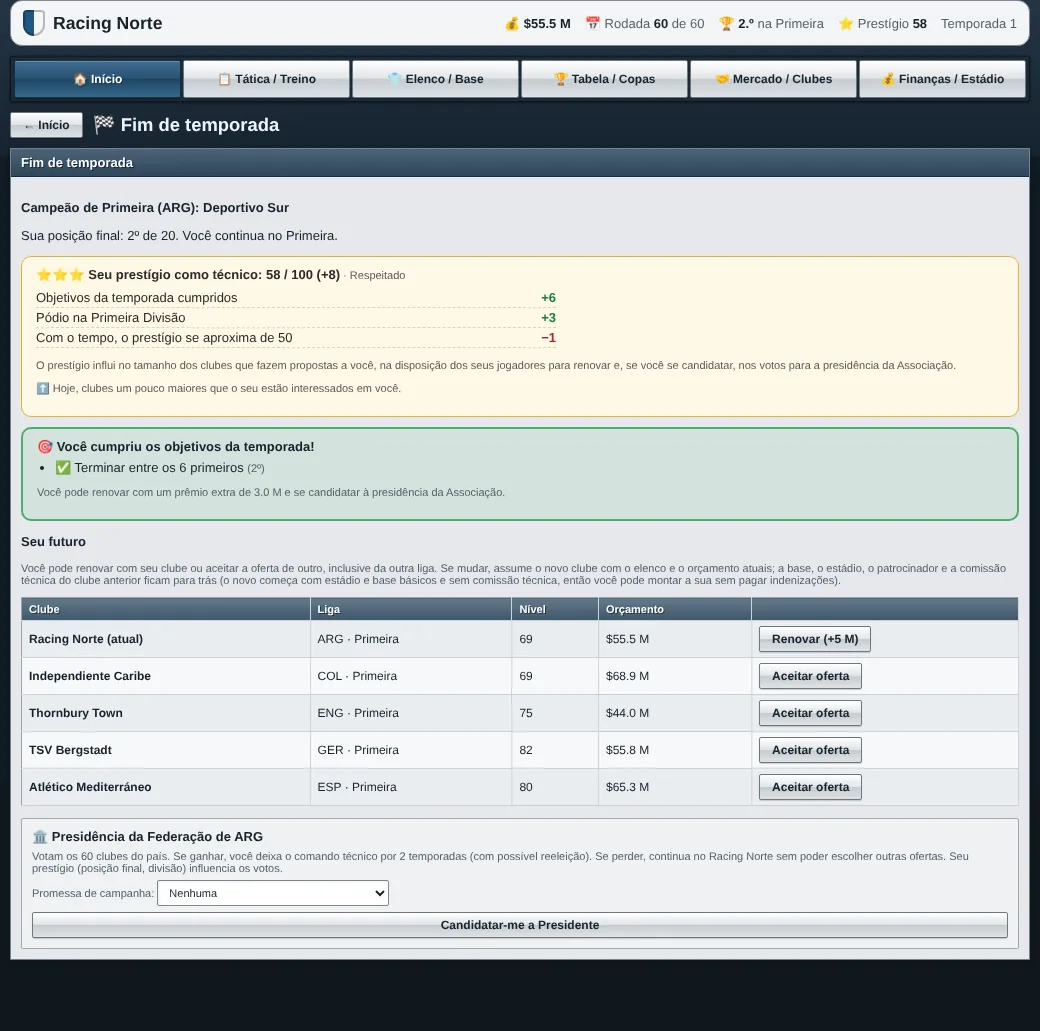 Racing Norte
💰 $55.5 M 📅 Rodada 60 de 60 🏆 2.º na Primeira ⭐ Prestígio 58 Temporada 1
🏠 Início 📋 Tática / Treino 👕 Elenco / Base 🏆 Tabela / Copas 🤝 Mercado / Clubes 💰 Finanças / Estádio
← Início 🏁 Fim de temporada
Fim de temporada
Campeão de Primeira (ARG): Deportivo Sur
Sua posição final: 2º de 20. Você continua no Primeira.
⭐⭐⭐ Seu prestígio como técnico: 58 / 100 (+8) · Respeitado
Objetivos da temporada cumpridos +6
Pódio na Primeira Divisão +3
Com o tempo, o prestígio se aproxima de 50 −1
O prestígio influi no tamanho dos clubes que fazem propostas a você, na disposição dos seus jogadores para renovar e, se você se candidatar, nos votos para a presidência da Associação.
⬆️ Hoje, clubes um pouco maiores que o seu estão interessados em você.
🎯 Você cumpriu os objetivos da temporada!
• ✅ Terminar entre os 6 primeiros (2º)
Você pode renovar com um prêmio extra de 3.0 M e se candidatar à presidência da Associação.
Seu futuro
Você pode renovar com seu clube ou aceitar a oferta de outro, inclusive da outra liga. Se mudar, assume o novo clube com o elenco e o orçamento atuais; a base, o estádio, o patrocinador e a comissão
técnica do clube anterior ficam para trás (o novo começa com estádio e base básicos e sem comissão técnica, então você pode montar a sua sem pagar indenizações).
Clube Liga Nível Orçamento
Racing Norte (atual) ARG · Primeira 69 $55.5 M Renovar (+5 M)
Independiente Caribe COL · Primeira 69 $68.9 M Aceitar oferta
Thornbury Town ENG · Primeira 75 $44.0 M Aceitar oferta
TSV Bergstadt GER · Primeira 82 $55.8 M Aceitar oferta
Atlético Mediterráneo ESP · Primeira 80 $65.3 M Aceitar oferta
🏛️ Presidência da Federação de ARG
Votam os 60 clubes do país. Se ganhar, você deixa o comando técnico por 2 temporadas (com possível reeleição). Se perder, continua no Racing Norte sem poder escolher outras ofertas. Seu
prestígio (posição final, divisão) influencia os votos.
Promessa de campanha: Nenhuma
Candidatar-me a Presidente